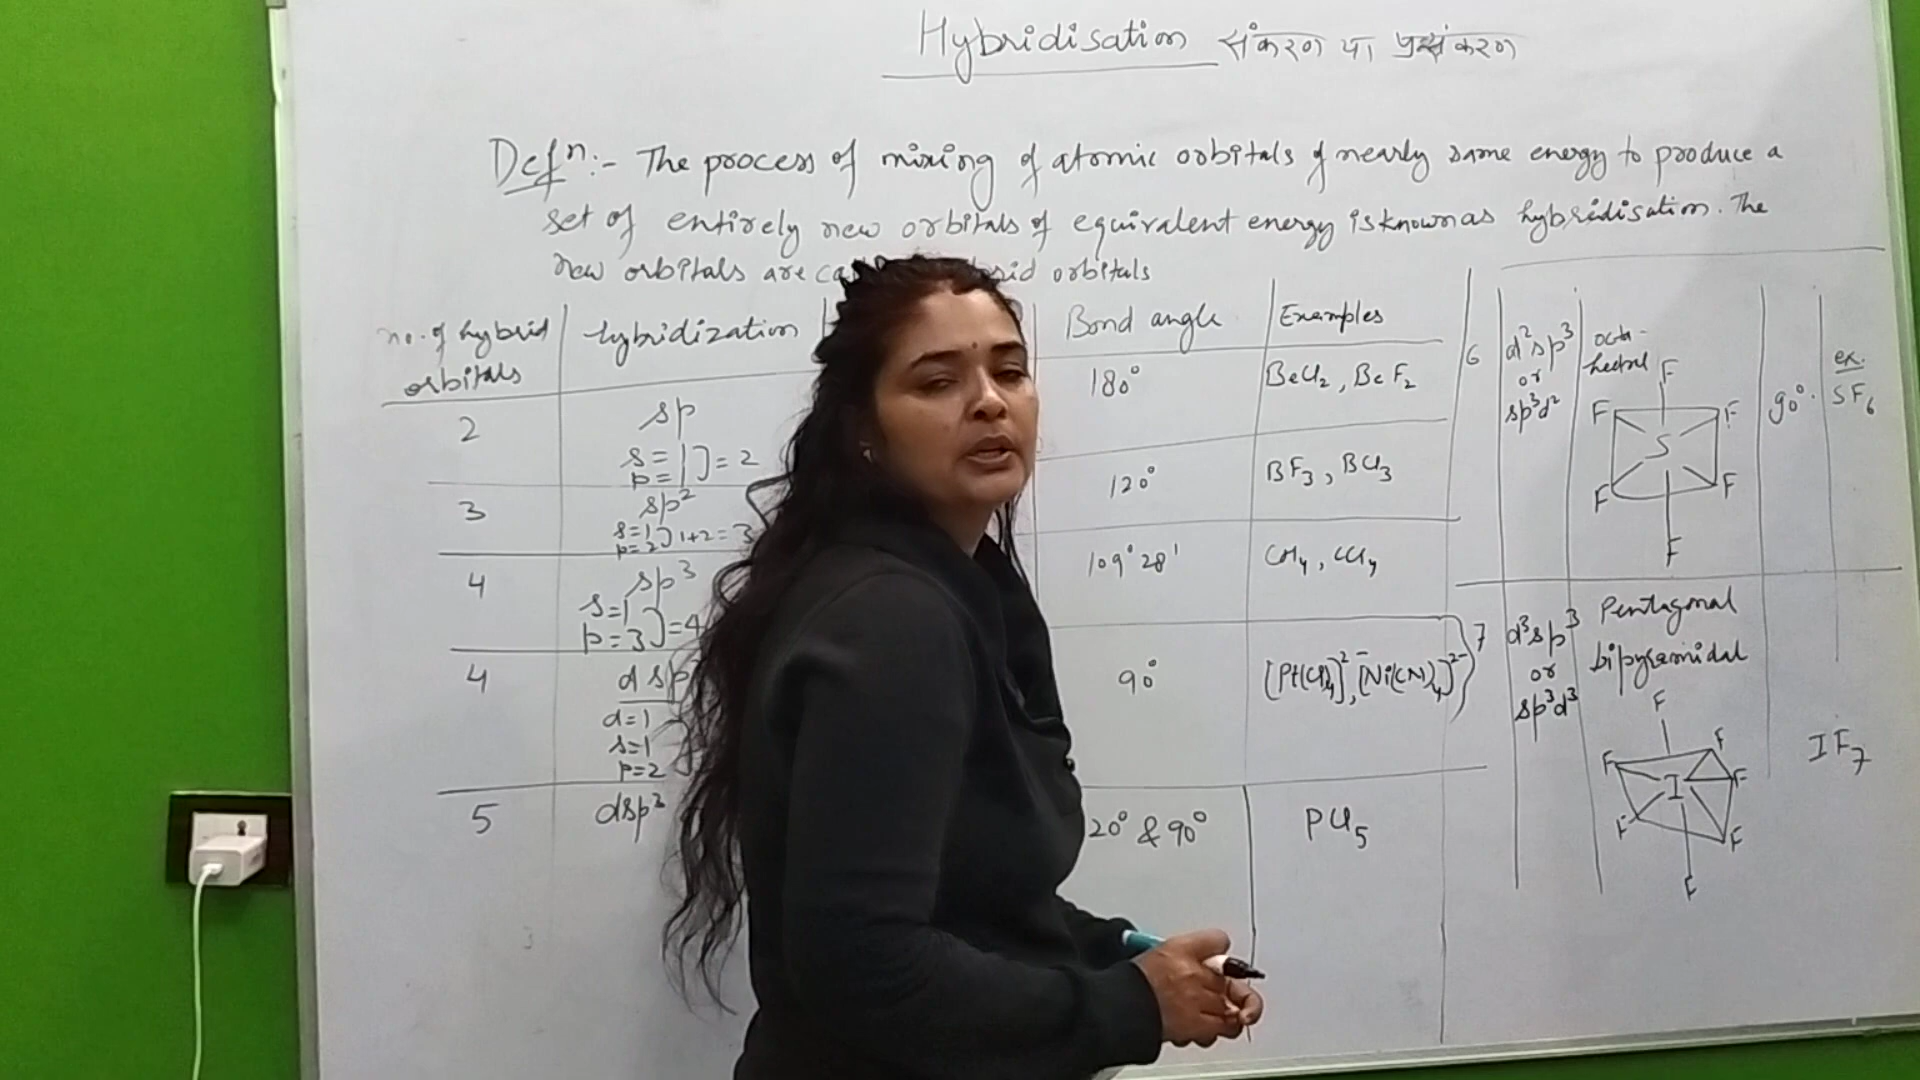 Hybridisation संकरण या प्रसंकरण
Defⁿ:- The process of mixing of atomic orbitals of nearly same energy to produce a
set of entirely new orbitals of equivalent energy is known as hybridisation. The
new orbitals are orbitals
no. of hybrid orbitals | hybridization | Bond angle | Examples
2 | sp | 180° | BeCl₂, BeF₂
s=1
p=1 ] = 2
3 | sp² | 120° | BF₃, BCl₃
s=1
p=2 ] 1+2=3
4 | sp³ | 109°28' | CH₄, CCl₄
s=1
p=3 ] =4
4 | dsp | 90° | [Pt(Cl)₄]²⁻, [Ni(CN)₄]²⁻
d=1
s=1
p=2
5 | dsp³ | 20° & 90° | PCl₅
6 | d²sp³ or sp³d² | octahedral | 90° | ex. SF₆
F
F F
S
F F
F
7 | d³sp³ or sp³d³ | Pentagonal bipyramidal | IF₇
F
F F
I F
F F
F